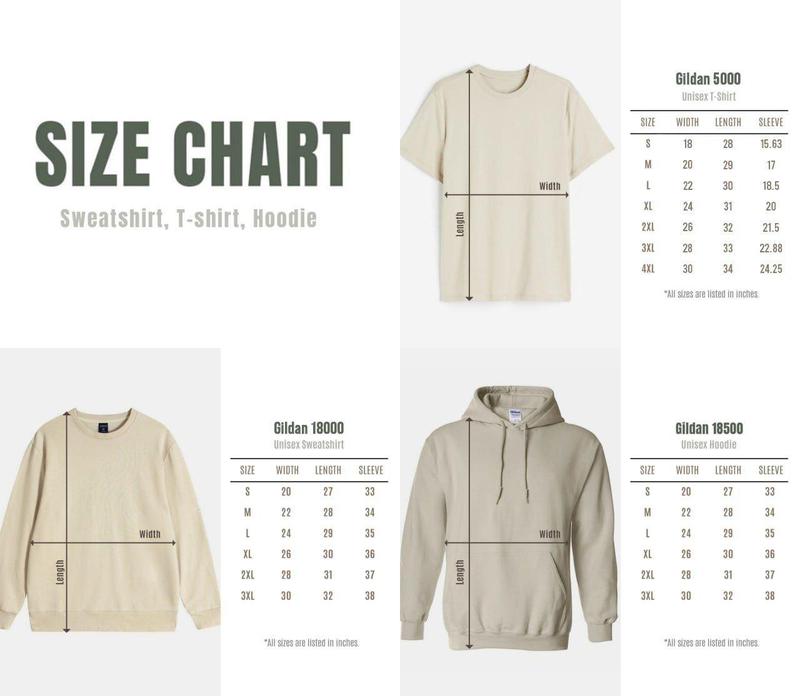 SIZE CHART
Sweatshirt, T-shirt, Hoodie
Width
Length
Gildan 5000
Unisex T-Shirt
SIZE WIDTH LENGTH SLEEVE
S 18 28 15.63
M 20 29 17
L 22 30 18.5
XL 24 31 20
2XL 26 32 21.5
3XL 28 33 22.88
4XL 30 34 24.25
*All sizes are listed in inches.
Width
Length
Gildan 18000
Unisex Sweatshirt
SIZE WIDTH LENGTH SLEEVE
S 20 27 33
M 22 28 34
L 24 29 35
XL 26 30 36
2XL 28 31 37
3XL 30 32 38
*All sizes are listed in inches.
Width
Length
Gildan 18500
Unisex Hoodie
SIZE WIDTH LENGTH SLEEVE
S 20 27 33
M 22 28 34
L 24 29 35
XL 26 30 36
2XL 28 31 37
3XL 30 32 38
*All sizes are listed in inches.